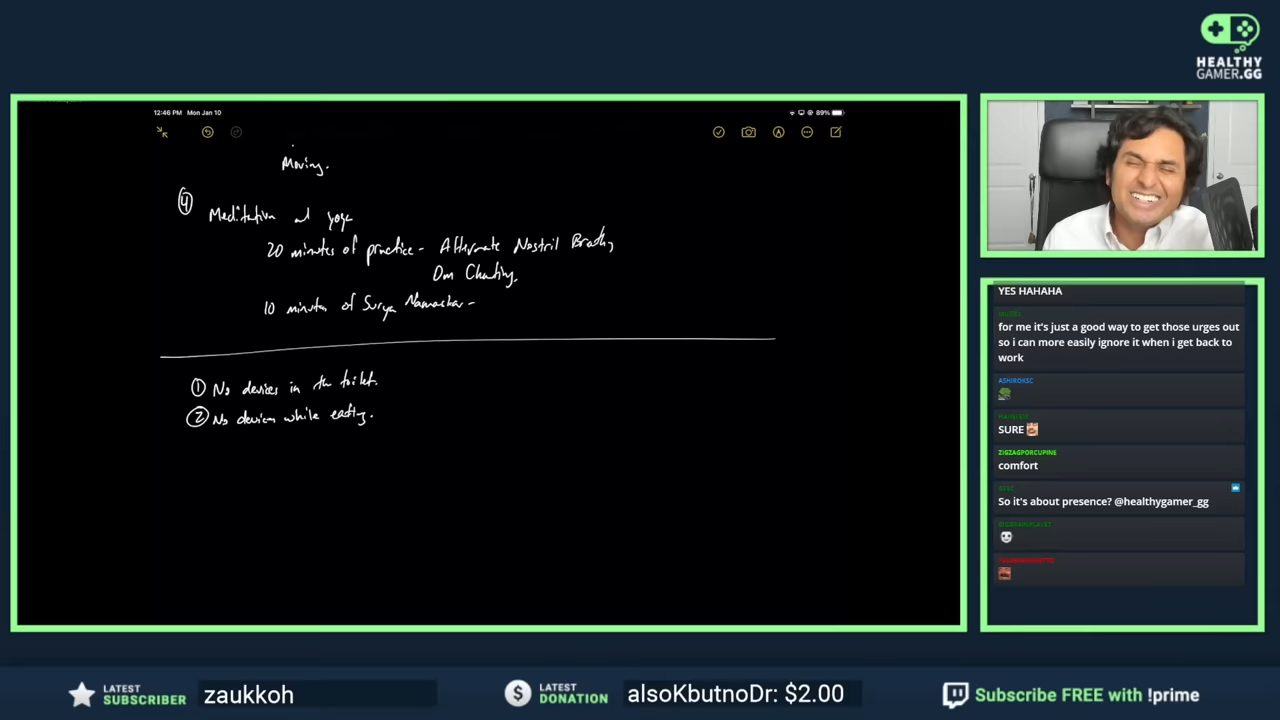 HEALTHY
GAMER.GG
12:46 PM Mon Jan 10
89%
Moving.
4
Meditation and yoga
20 minutes of practice - Alternate Nostril Breath,
Om Chanting.
10 minutes of Surya Namaskar -
1 No devices in the toilet.
2 No devices while eating.
YES HAHAHA
for me it's just a good way to get those urges out
so i can more easily ignore it when i get back to
work
ASHIROKSC
SURE
ZIGZAGPORCUPINE
comfort
So it's about presence? @healthygamer_gg
LATEST
SUBSCRIBER
zaukkoh
LATEST
DONATION
alsoKbutnoDr: $2.00
Subscribe FREE with !prime